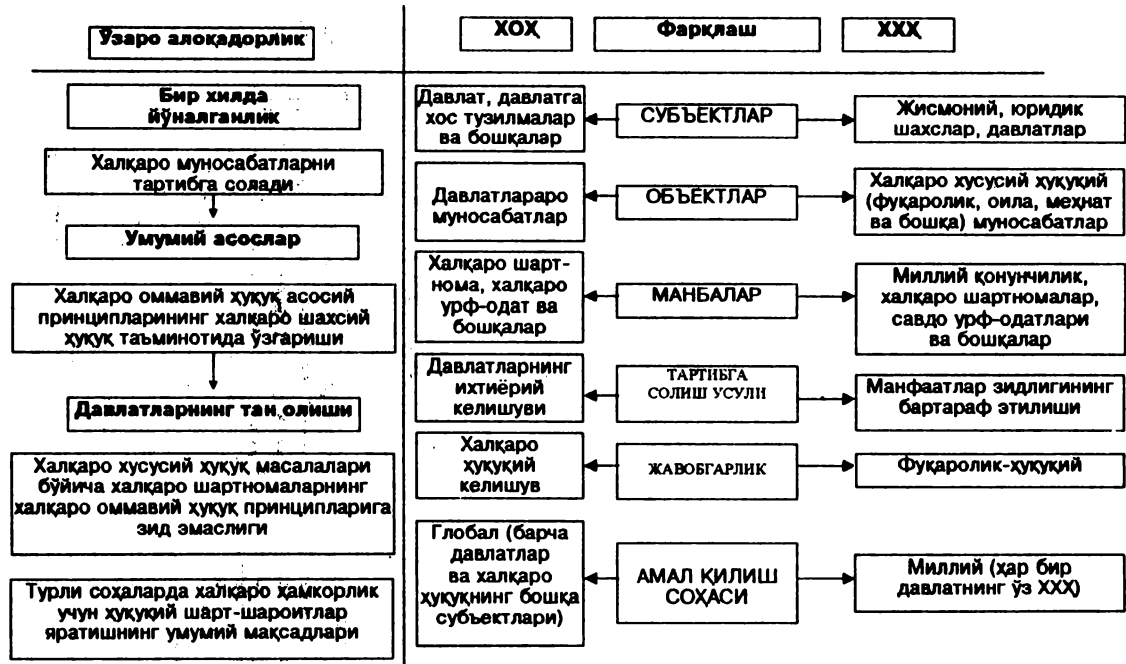 Ўзаро алоқадорлик
Бир хилда
йўналганлик
Халқаро муносабатларни
тартибга солади
Умумий асослар
Халқаро оммавий ҳуқуқ асосий
принципларининг халқаро шахсий
ҳуқуқ таъминотида ўзгариши
Давлатларнинг тан олиши
Халқаро хусусий ҳуқуқ масалалари
бўйича халқаро шартномаларнинг
халқаро оммавий ҳуқуқ принципларига
зид эмаслиги
Турли соҳаларда халқаро ҳамкорлик
учун ҳуқуқий шарт-шароитлар
яратишнинг умумий мақсадлари
ХОҲ
Фарқлаш
ХХҲ
Давлат, давлатга
хос тузилмалар
ва бошқалар
СУБЪЕКТЛАР
Жисмоний, юридик
шахслар, давлатлар
Давлатлараро
муносабатлар
ОБЪЕКТЛАР
Халқаро хусусий ҳуқуқий
(фуқаролик, оила, меҳнат
ва бошқа) муносабатлар
Халқаро шарт-
нома, халқаро
урф-одат ва
бошқалар
МАНБАЛАР
Миллий қонунчилик,
халқаро шартномалар,
савдо урф-одатлари
ва бошқалар
Давлатларнинг
ихтиёрий
келишуви
ТАРТИБГА
СОЛИШ УСУЛИ
Манфаатлар зидлигининг
бартараф этилиши
Халқаро
ҳуқуқий
келишув
ЖАВОБГАРЛИК
Фуқаролик-ҳуқуқий
Глобал (барча
давлатлар
ва халқаро
ҳуқуқнинг бошқа
субъектлари)
АМАЛ ҚИЛИШ
СОҲАСИ
Миллий (ҳар бир
давлатнинг ўз ХХҲ)